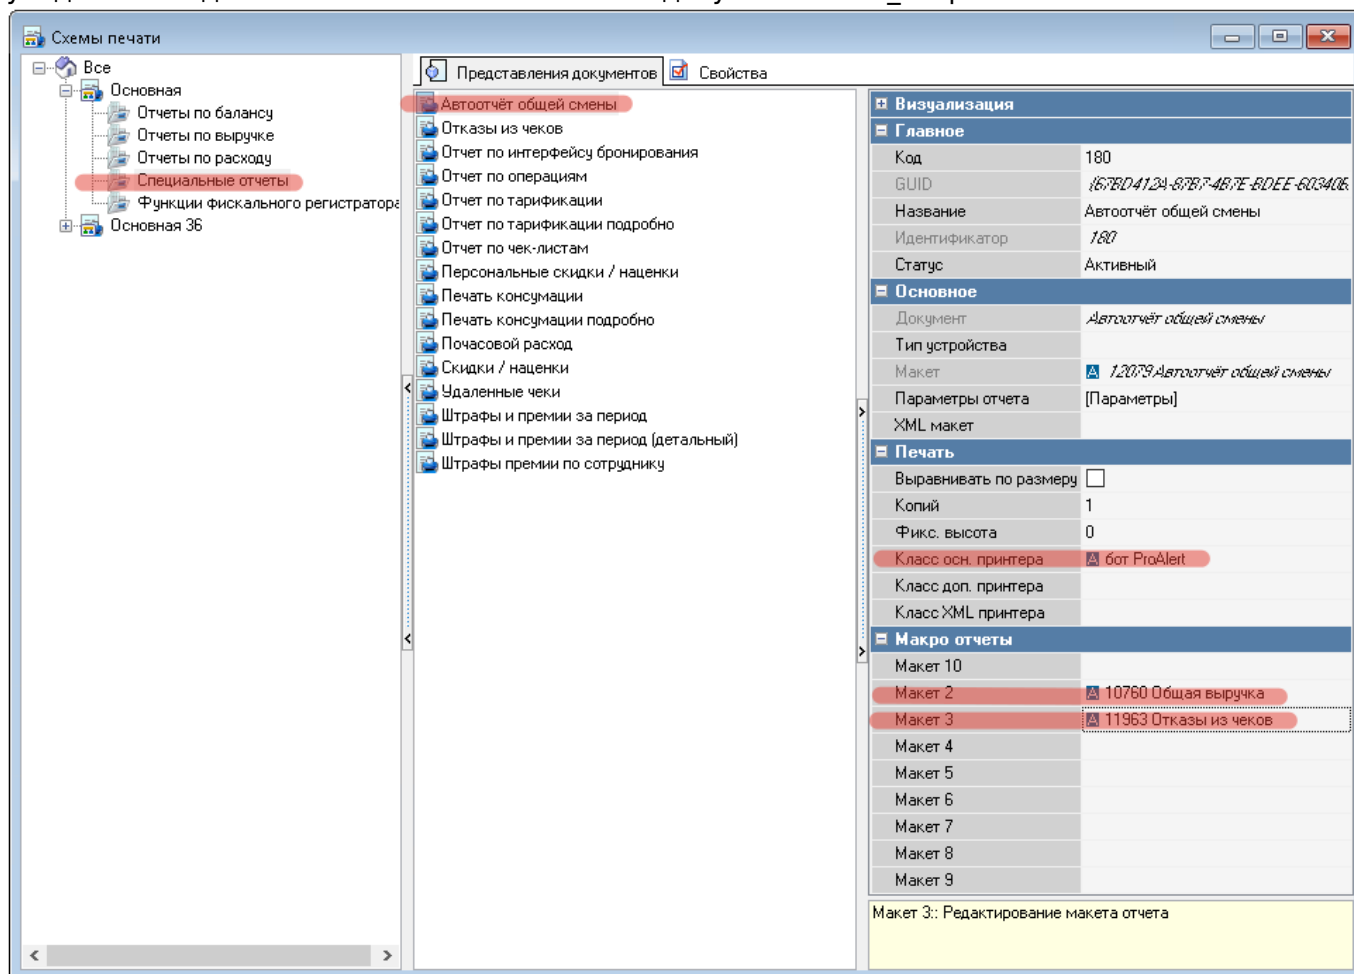 Схемы печати
Все
Основная
Отчеты по балансу
Отчеты по выручке
Отчеты по расходу
Специальные отчеты
Функции фискального регистратора
Основная 36
Представления документов
Свойства
Автоотчёт общей смены
Отказы из чеков
Отчет по интерфейсу бронирования
Отчет по операциям
Отчет по тарификации
Отчет по тарификации подробно
Отчет по чек-листам
Персональные скидки / наценки
Печать консумации
Печать консумации подробно
Почасовой расход
Скидки / наценки
Удаленные чеки
Штрафы и премии за период
Штрафы и премии за период (детальный)
Штрафы премии по сотруднику
Визуализация
Главное
Код 180
GUID
Название Автоотчёт общей смены
Идентификатор 180
Статус Активный
Основное
Документ Автоотчёт общей смены
Тип устройства
Макет 12079 Автоотчёт общей смены
Параметры отчета [Параметры]
XML макет
Печать
Выравнивать по размеру
Копий 1
Фикс. высота 0
Класс осн. принтера бот ProAlert
Класс доп. принтера
Класс XML принтера
Макро отчеты
Макет 10
Макет 2 10760 Общая выручка
Макет 3 11963 Отказы из чеков
Макет 4
Макет 5
Макет 6
Макет 7
Макет 8
Макет 9
Макет 3:: Редактирование макета отчета